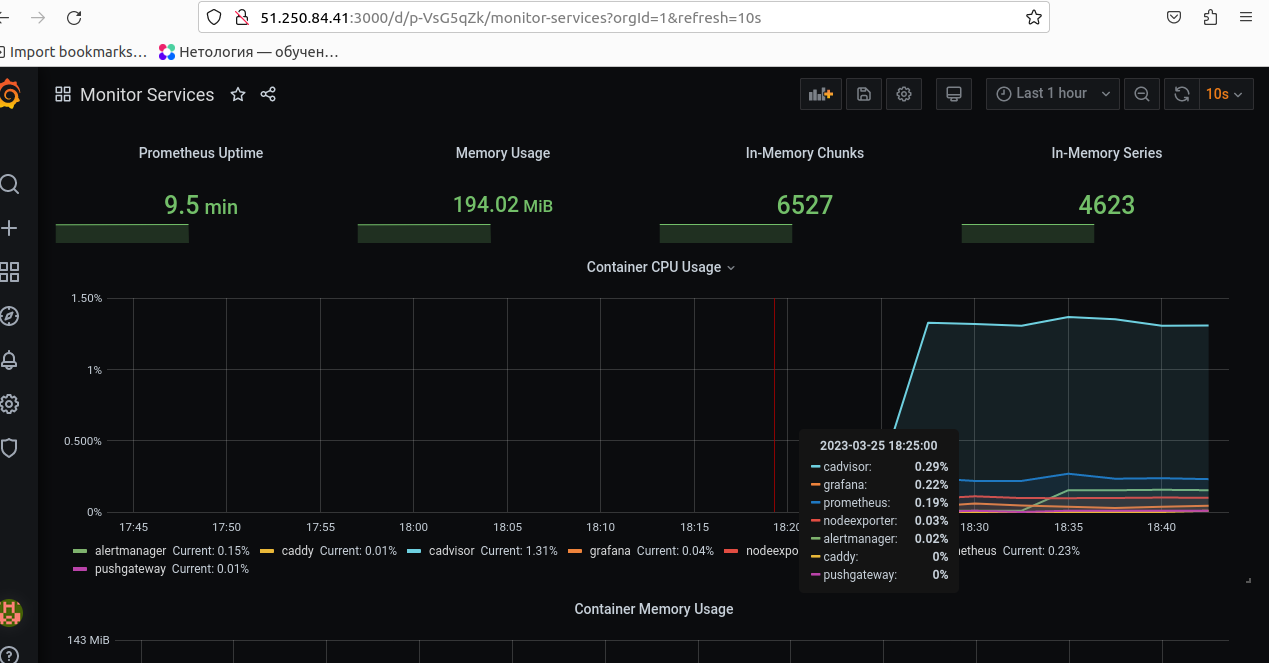 51.250.84.41:3000/d/p-VsG5qZk/monitor-services?orgId=1&refresh=10s
Import bookmarks… Нетология — обучен…
Monitor Services Last 1 hour 10s
Prometheus Uptime Memory Usage In-Memory Chunks In-Memory Series
9.5 min 194.02 MiB 6527 4623
Container CPU Usage
1.50%
1%
0.500%
0%
17:45 17:50 17:55 18:00 18:05 18:10 18:15 18:20 18:30 18:35 18:40
2023-03-25 18:25:00
cadvisor: 0.29%
grafana: 0.22%
prometheus: 0.19%
nodeexporter: 0.03%
alertmanager: 0.02%
caddy: 0%
pushgateway: 0%
alertmanager Current: 0.15% caddy Current: 0.01% cadvisor Current: 1.31% grafana Current: 0.04% nodeexpo netheus Current: 0.23%
pushgateway Current: 0.01%
Container Memory Usage
143 MiB